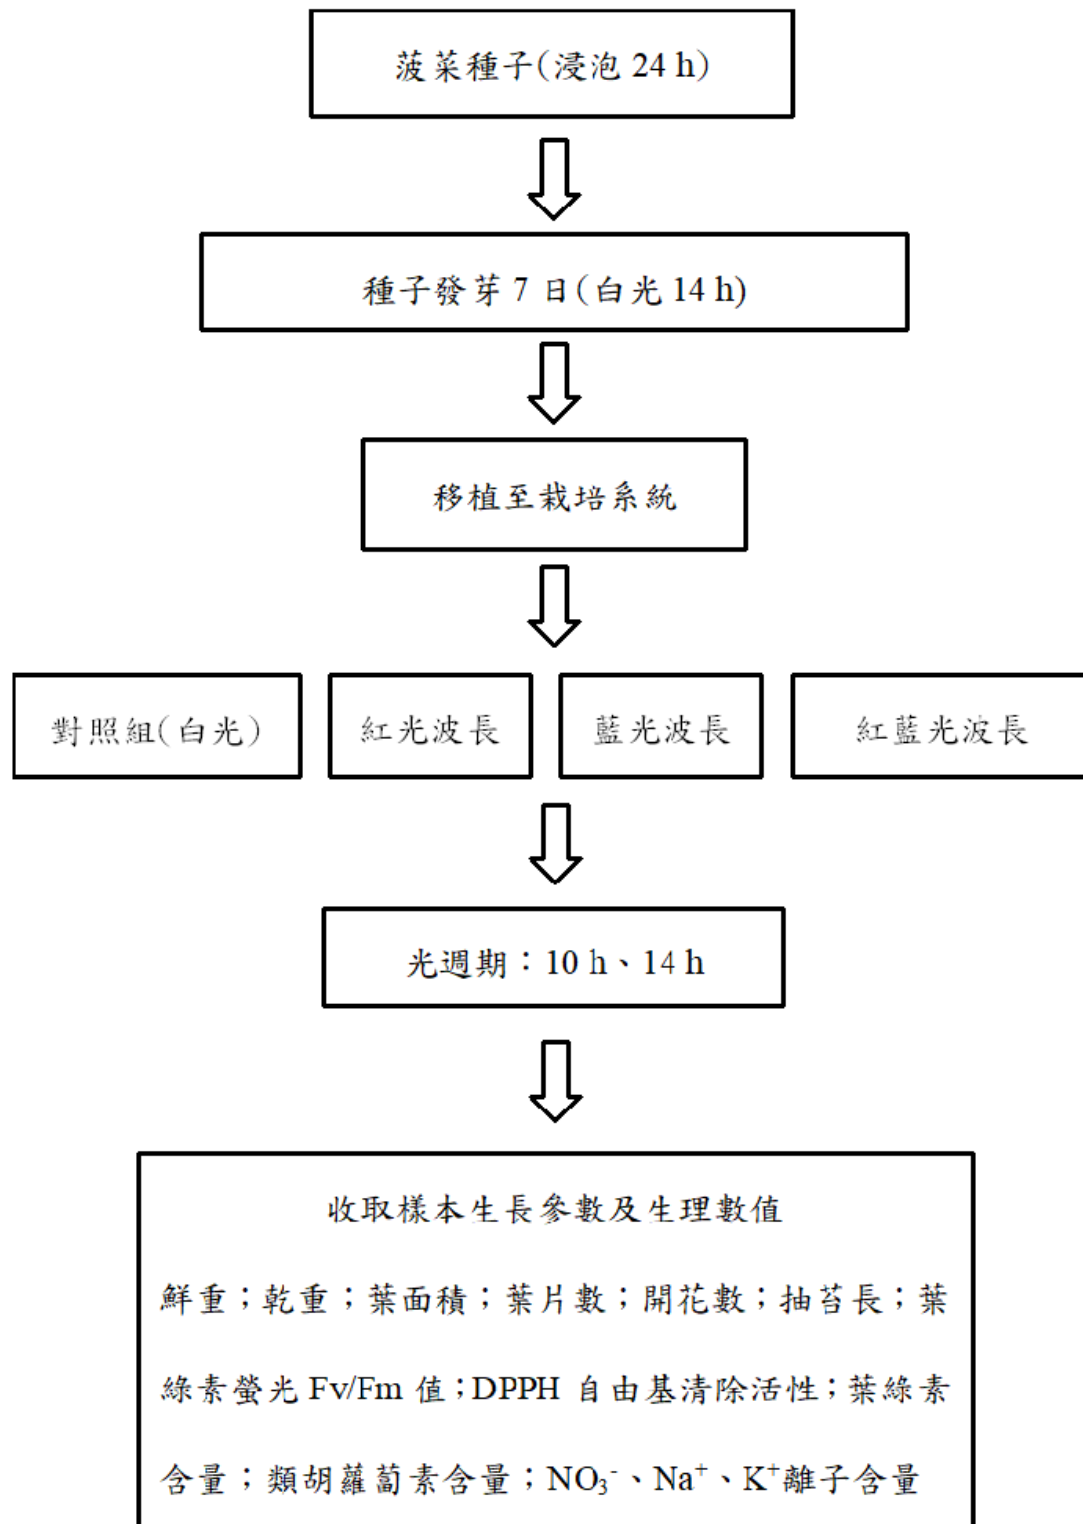 菠菜種子(浸泡 24 h)
種子發芽 7 日(白光 14 h)
移植至栽培系統
對照組(白光)
紅光波長
藍光波長
紅藍光波長
光週期：10 h、14 h
收取樣本生長參數及生理數值
鮮重；乾重；葉面積；葉片數；開花數；抽苔長；葉
綠素螢光 Fv/Fm 值；DPPH 自由基清除活性；葉綠素
含量；類胡蘿蔔素含量；NO₃⁻、Na⁺、K⁺離子含量